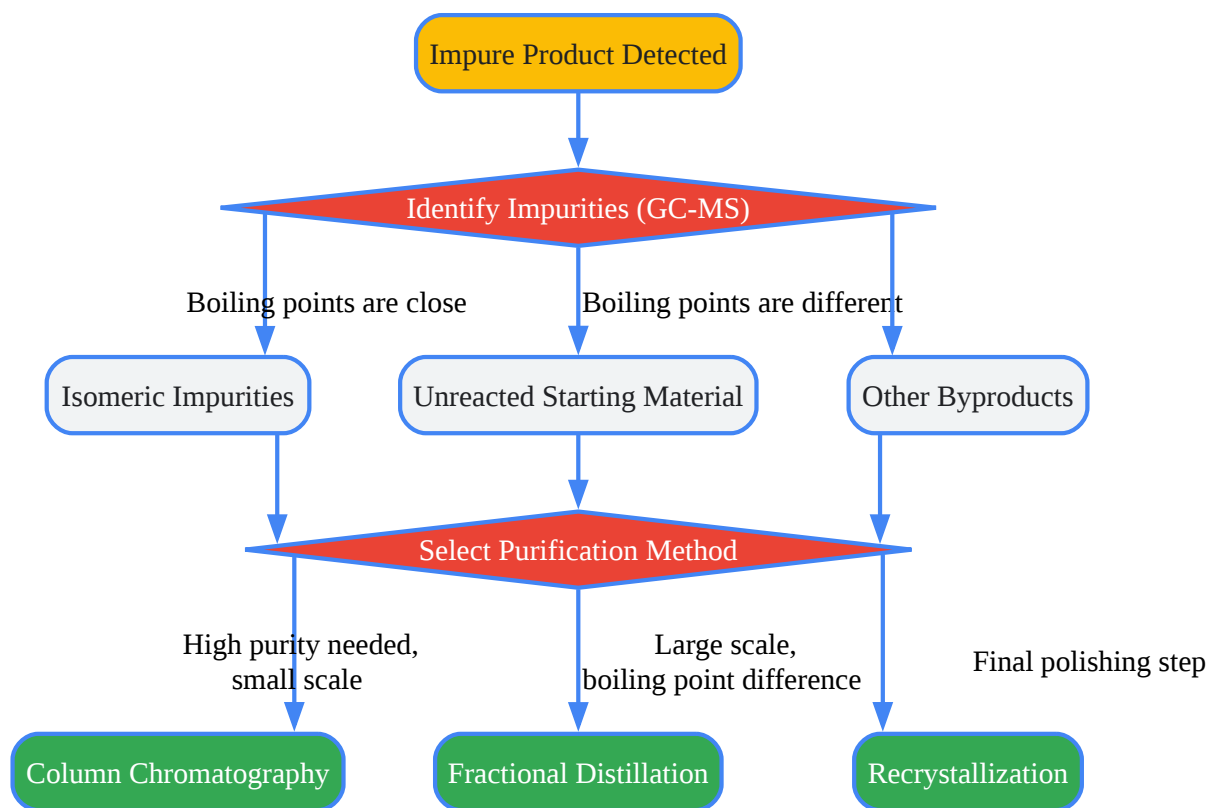 Impure Product Detected
Identify Impurities (GC-MS)
Boiling points are close
Boiling points are different
Isomeric Impurities
Unreacted Starting Material
Other Byproducts
Select Purification Method
High purity needed,
small scale
Large scale,
boiling point difference
Final polishing step
Column Chromatography
Fractional Distillation
Recrystallization